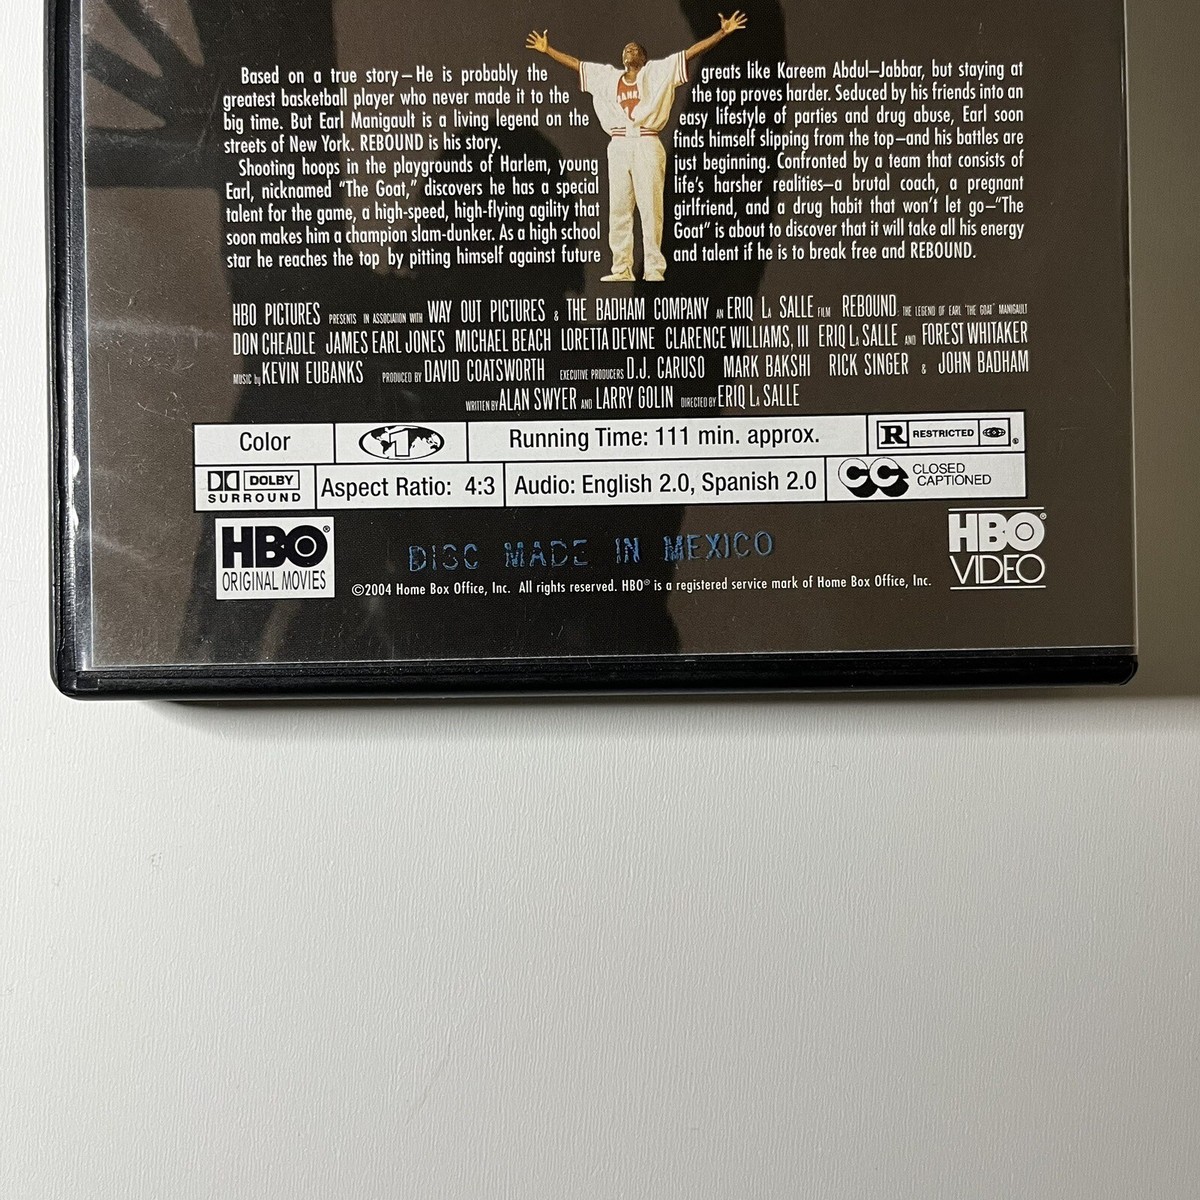 Based on a true story—He is probably the
greatest basketball player who never made it to the
big time. But Earl Manigault is a living legend on the
streets of New York. REBOUND is his story.
Shooting hoops in the playgrounds of Harlem, young
Earl, nicknamed "The Goat," discovers he has a special
talent for the game, a high-speed, high-flying agility that
soon makes him a champion slam-dunker. As a high school
star he reaches the top by pitting himself against future
greats like Kareem Abdul-Jabbar, but staying at
the top proves harder. Seduced by his friends into an
easy lifestyle of parties and drug abuse, Earl soon
finds himself slipping from the top—and his battles are
just beginning. Confronted by a team that consists of
life's harsher realities—a brutal coach, a pregnant
girlfriend, and a drug habit that won't let go—"The
Goat" is about to discover that it will take all his energy
and talent if he is to break free and REBOUND.
HBO PICTURES PRESENTS IN ASSOCIATION WITH WAY OUT PICTURES & THE BADHAM COMPANY AN ERIQ LA SALLE FILM REBOUND: THE LEGEND OF EARL "THE GOAT" MANIGAULT
DON CHEADLE JAMES EARL JONES MICHAEL BEACH LORETTA DEVINE CLARENCE WILLIAMS, III ERIQ LA SALLE AND FOREST WHITAKER
MUSIC by KEVIN EUBANKS PRODUCED BY DAVID COATSWORTH EXECUTIVE PRODUCERS D.J. CARUSO MARK BAKSHI RICK SINGER & JOHN BADHAM
WRITTEN BY ALAN SWYER AND LARRY GOLIN DIRECTED BY ERIQ LA SALLE
Color 1 Running Time: 111 min. approx. R RESTRICTED ®
DOLBY SURROUND Aspect Ratio: 4:3 Audio: English 2.0, Spanish 2.0 CC CLOSED CAPTIONED
HBO® ORIGINAL MOVIES
DISC MADE IN MEXICO
©2004 Home Box Office, Inc. All rights reserved. HBO® is a registered service mark of Home Box Office, Inc.
HBO® VIDEO